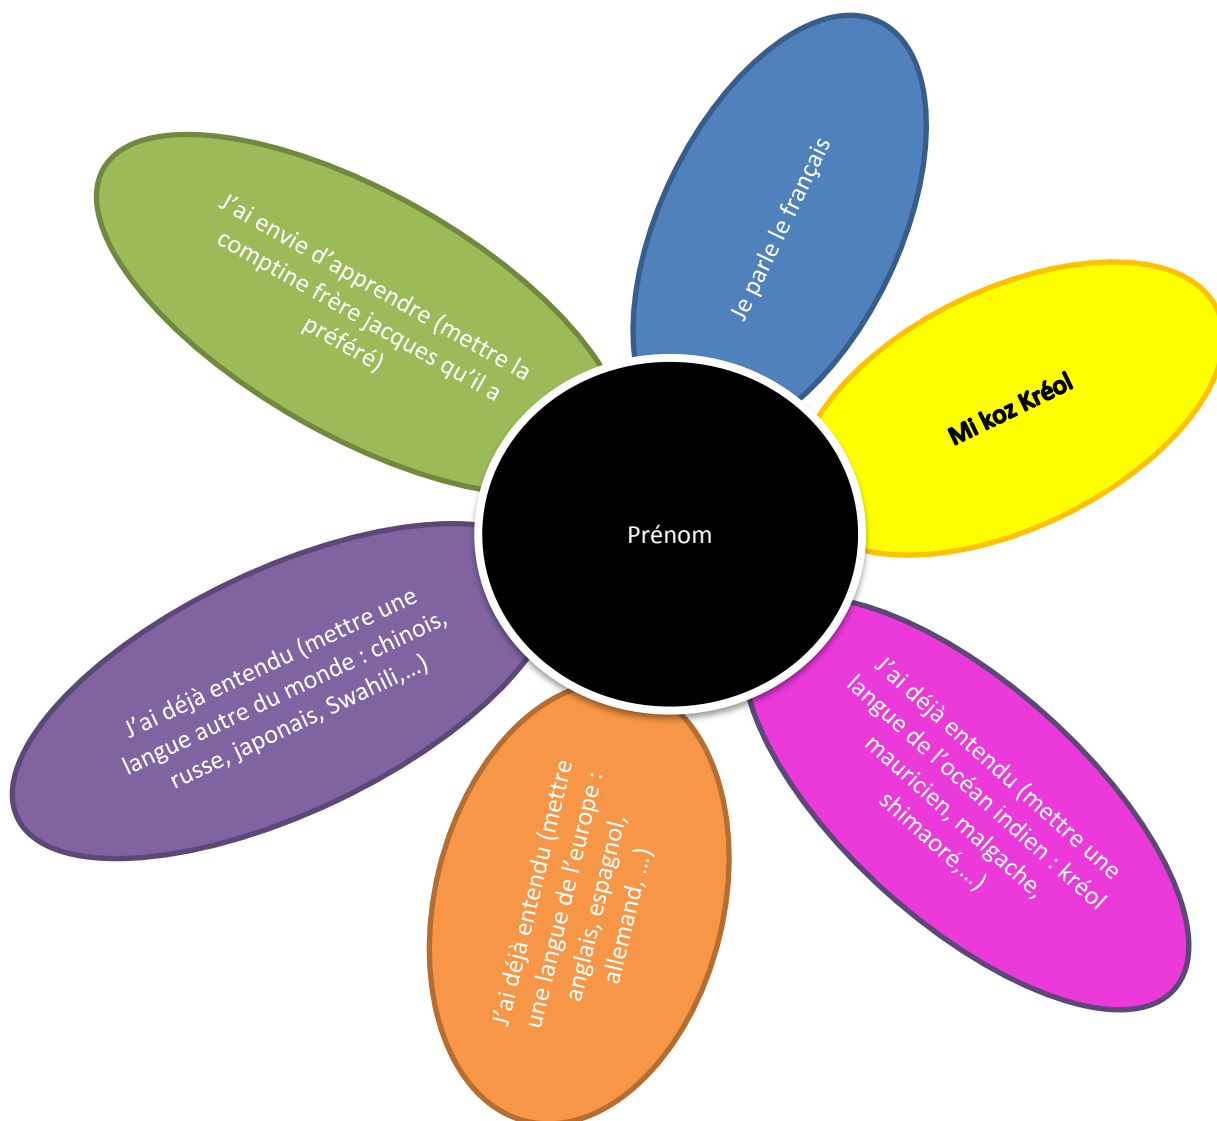 Je parle le français
Mi koz Kréol
J'ai envie d'apprendre (mettre la
comptine frère jacques qu'il a
préféré)
Prénom
J'ai déjà entendu (mettre une
langue autre du monde : chinois,
russe, japonais, Swahili,...)
J'ai déjà entendu (mettre
une langue de l'europe :
anglais, espagnol,
allemand, ...)
J'ai déjà entendu (mettre une
langue de l'océan indien : kréol
mauricien, malgache,
shimaoré,...)